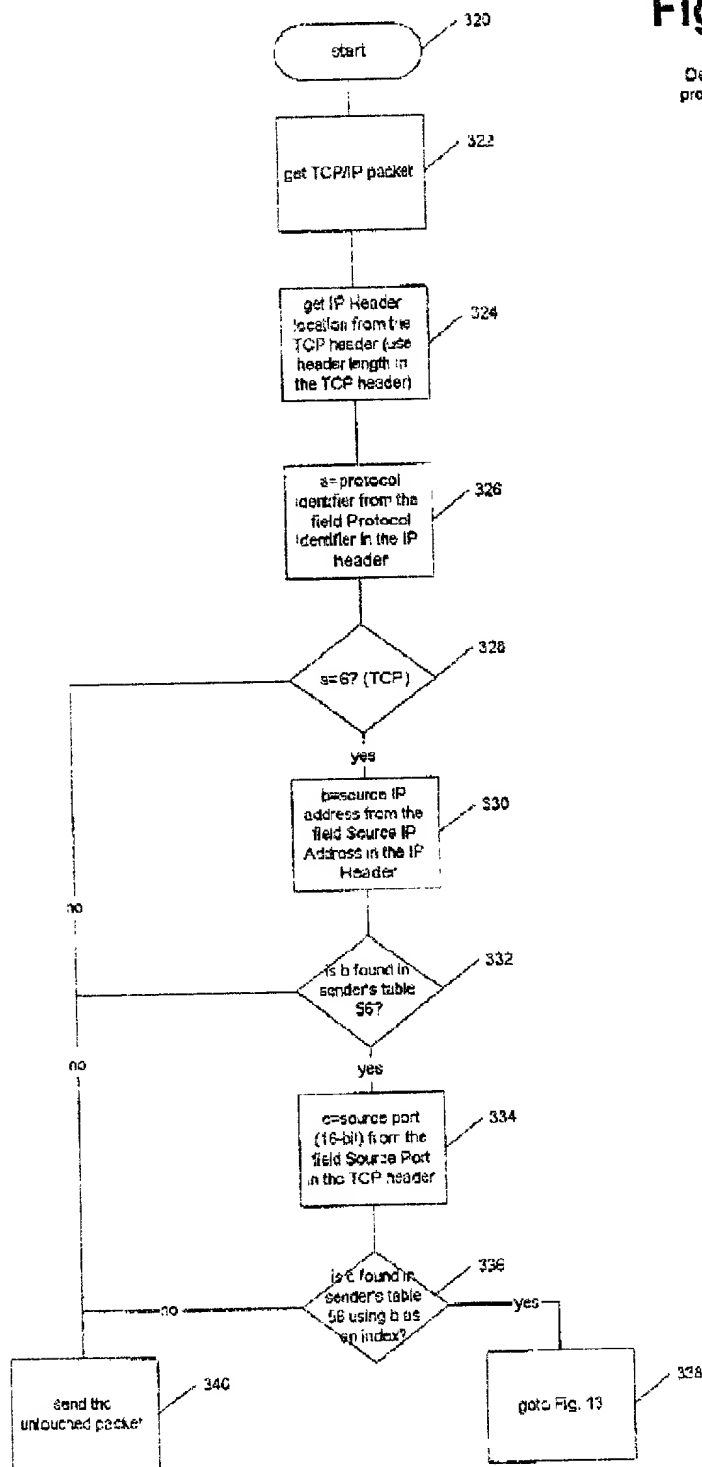 Fig
start
320
De
pro
get TCP/IP packet
322
get IP Header
location from the
TCP header (use
header length in
the TCP header)
324
a=protocol
identifier from the
field Protocol
Identifier in the IP
header
326
a=6? (TCP)
328
yes
b=source IP
address from the
field Source IP
Address in the IP
Header
330
no
is b found in
sender's table
56?
332
no
yes
c=source port
(16-bit) from the
field Source Port
in the TCP header
334
is c found in
sender's table
56 using b as
an index?
336
no
yes
send the
untouched packet
340
goto Fig. 13
338